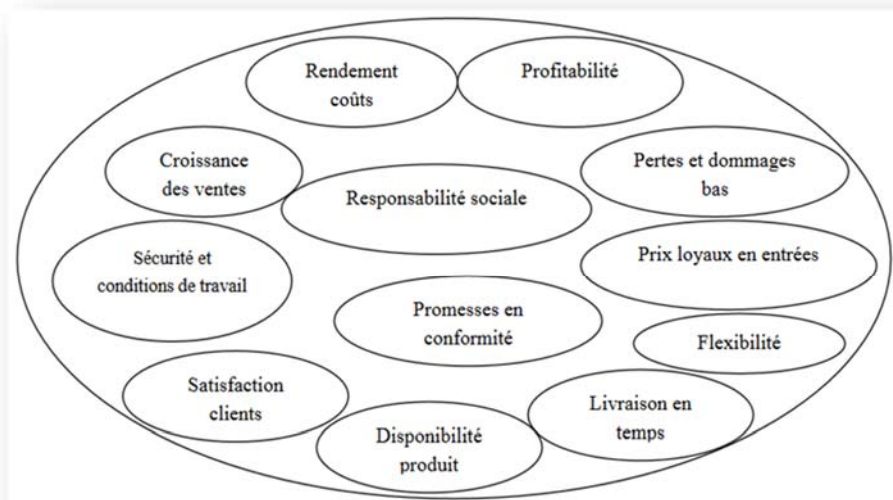 Rendement
coûts
Profitabilité
Croissance
des ventes
Responsabilité sociale
Pertes et dommages
bas
Sécurité et
conditions de travail
Prix loyaux en entrées
Promesses en
conformité
Flexibilité
Satisfaction
clients
Disponibilité
produit
Livraison en
temps